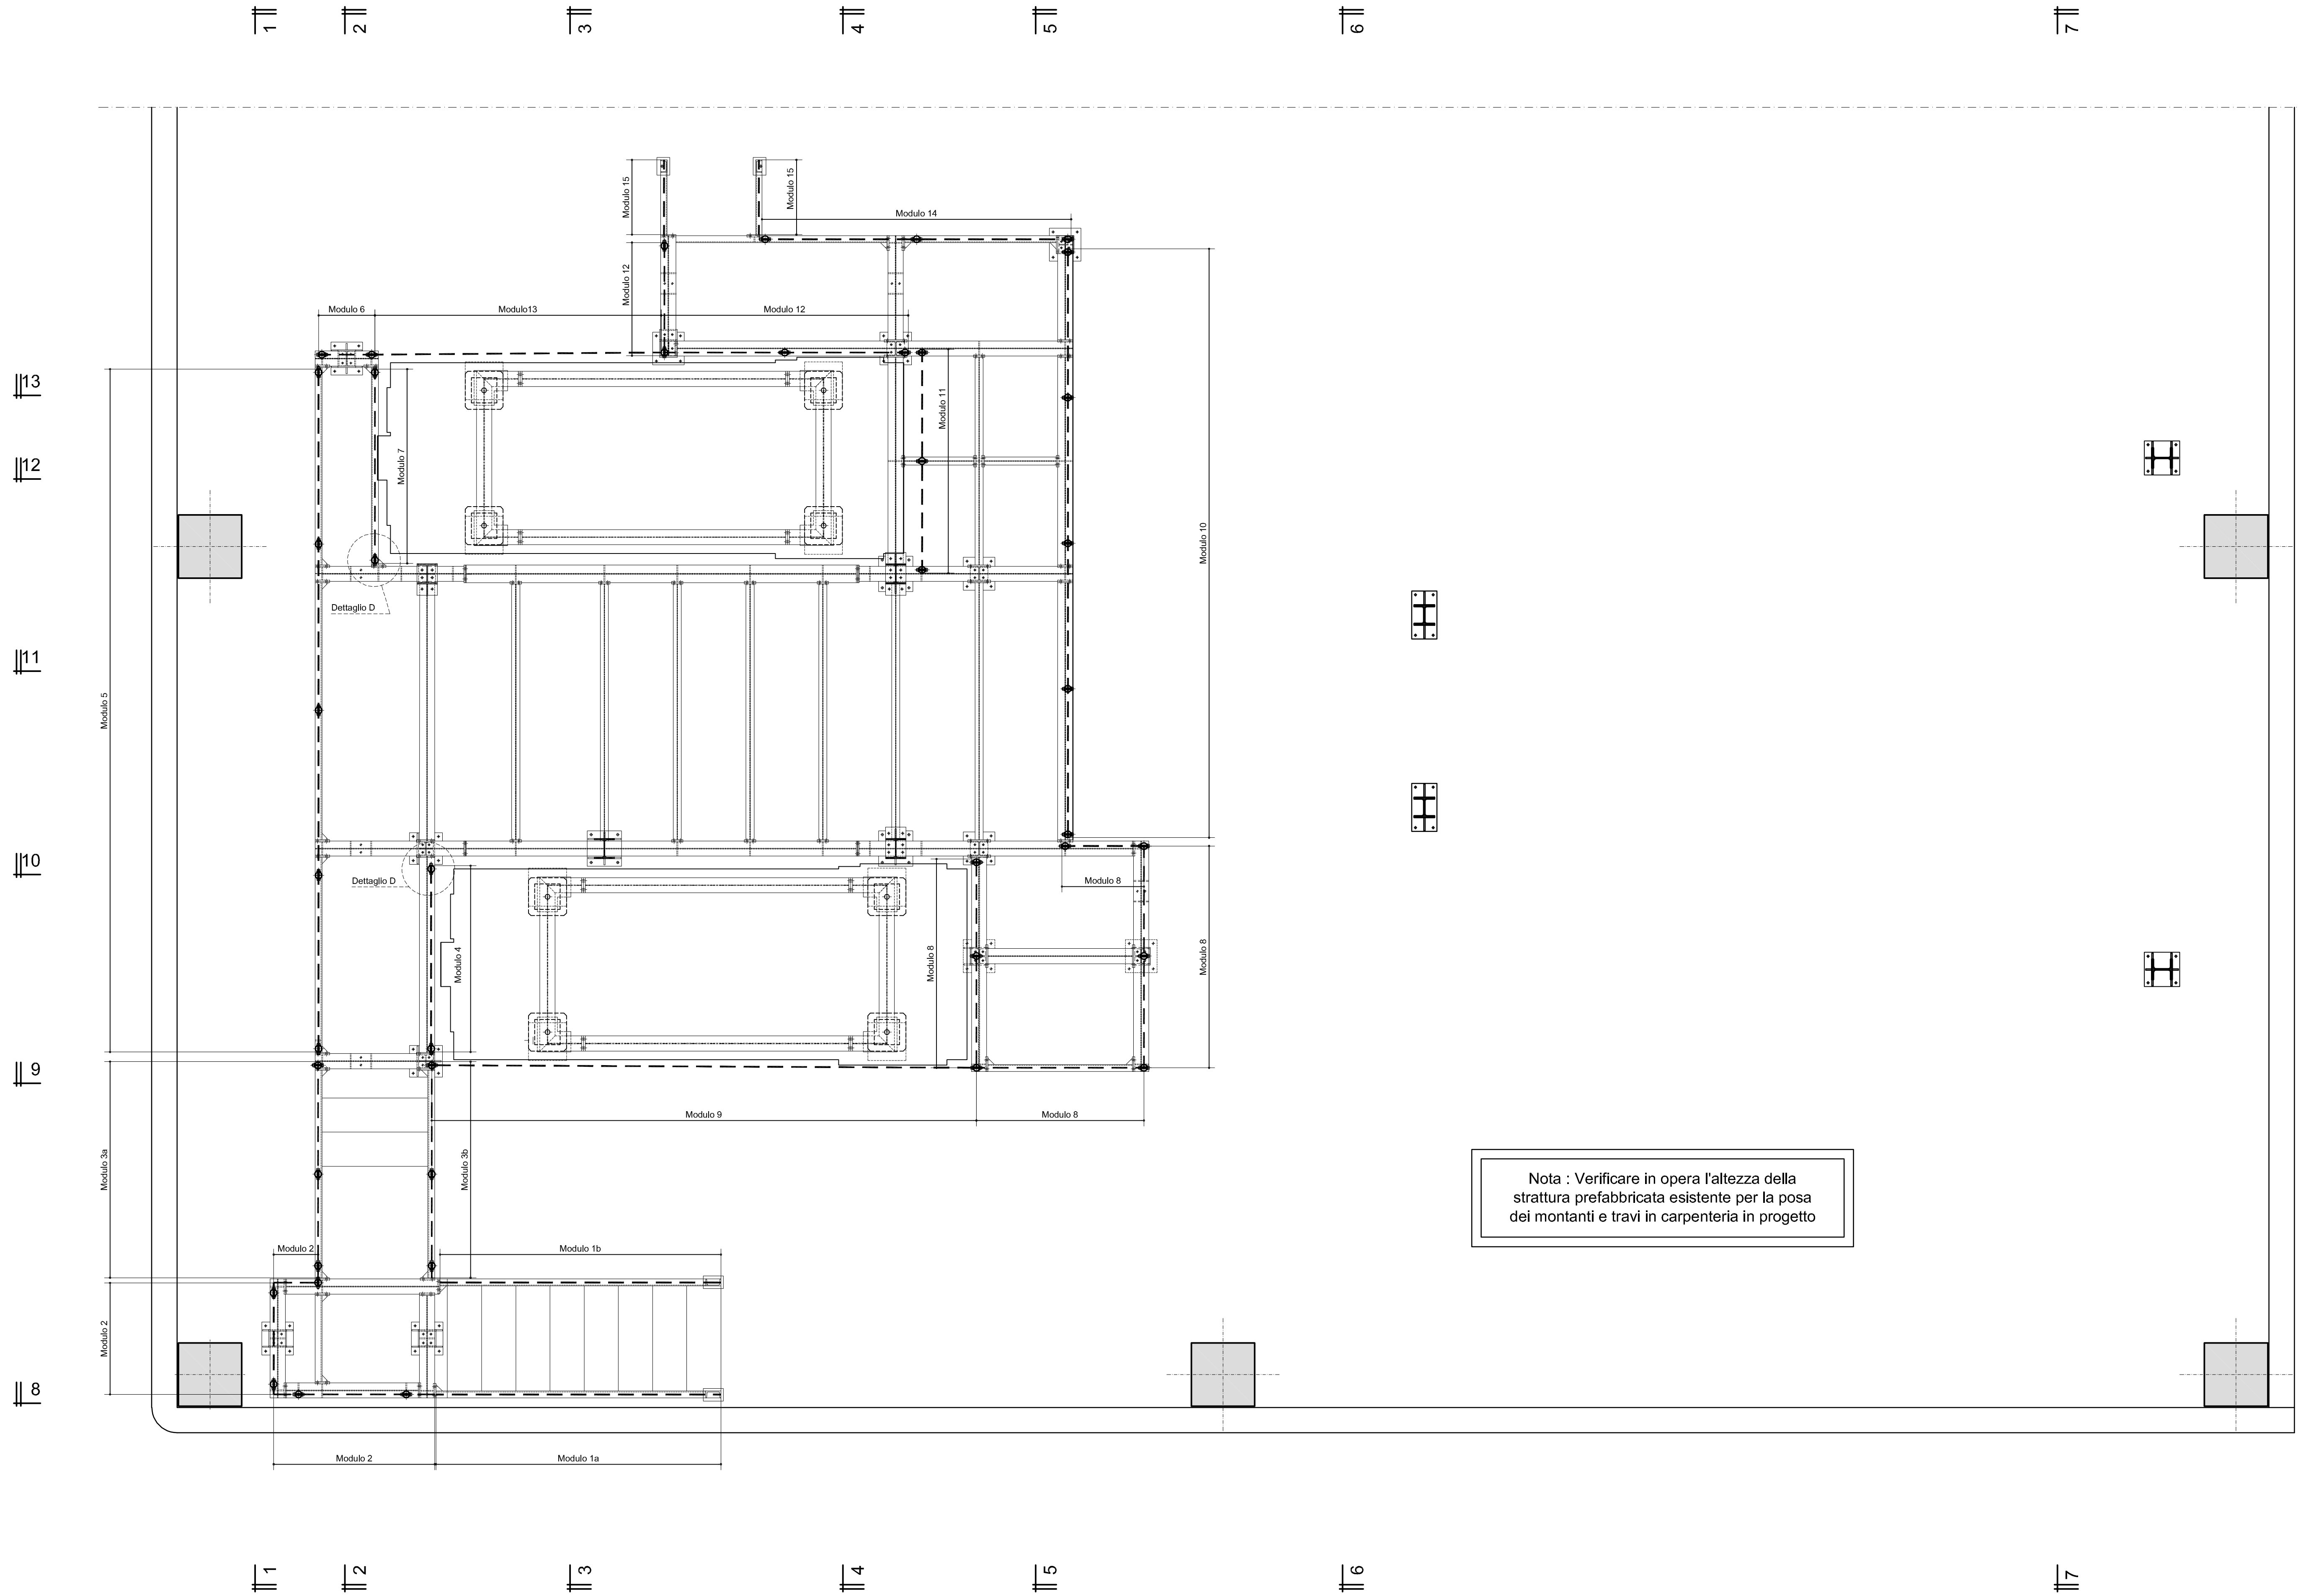 1
2
3
4
5
6
7
Modulo 15
Modulo 15
Modulo 14
Modulo 12
Modulo 6
Modulo13
Modulo 12
13
Modulo 11
12
Modulo 7
Modulo 10
Dettaglio D
11
Modulo 5
10
Dettaglio D
Modulo 8
Modulo 4
Modulo 8
Modulo 8
9
Modulo 9
Modulo 8
Modulo 3a
Modulo 3b
Nota : Verificare in opera l'altezza della
strattura prefabbricata esistente per la posa
dei montanti e travi in carpenteria in progetto
Modulo 2
Modulo 1b
Modulo 2
8
Modulo 2
Modulo 1a
1
2
3
4
5
6
7